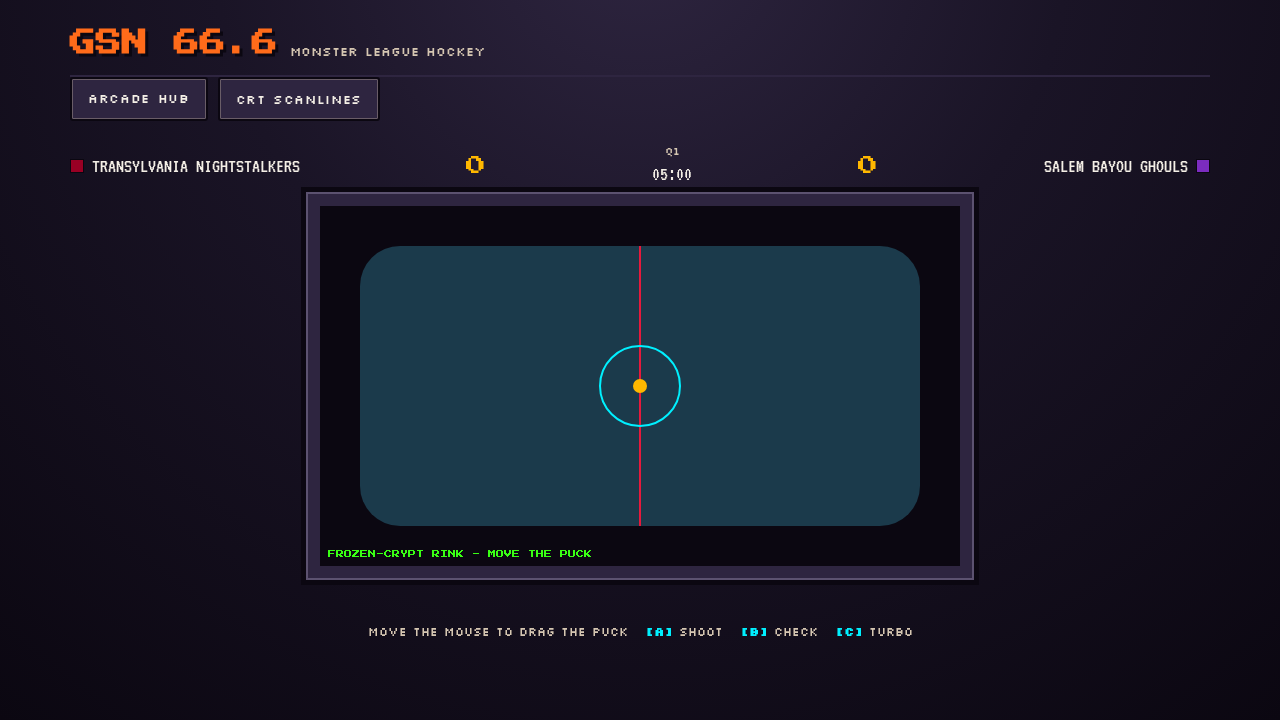 GSN 66.6 MONSTER LEAGUE HOCKEY
ARCADE HUB CRT SCANLINES
Q1
TRANSYLVANIA NIGHTSTALKERS 0 05:00 0 SALEM BAYOU GHOULS
FROZEN-CRYPT RINK - MOVE THE PUCK
MOVE THE MOUSE TO DRAG THE PUCK [A] SHOOT [B] CHECK [C] TURBO